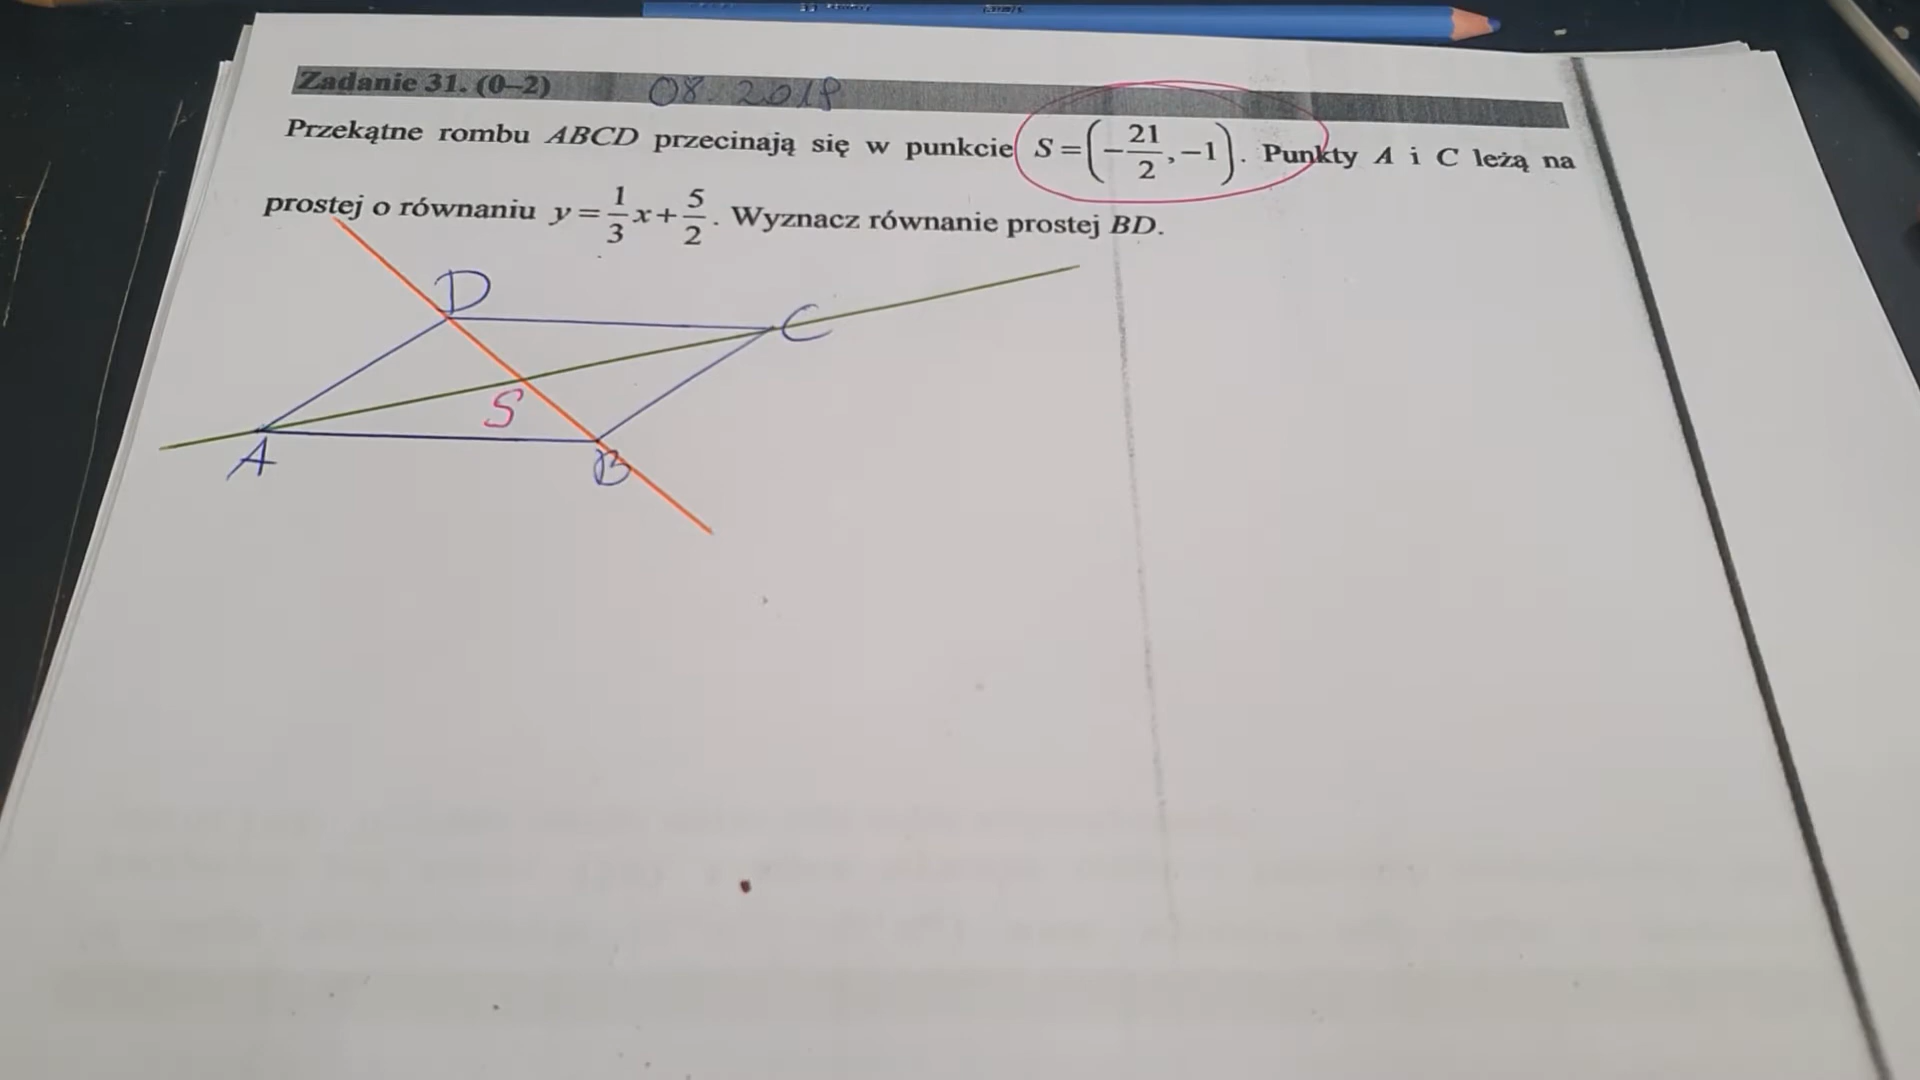 Zadanie 31. (0–2) 08.2018
Przekątne rombu ABCD przecinają się w punkcie S=(-21/2, -1). Punkty A i C leżą na
prostej o równaniu y=1/3x+5/2. Wyznacz równanie prostej BD.
D
C
S
A
B